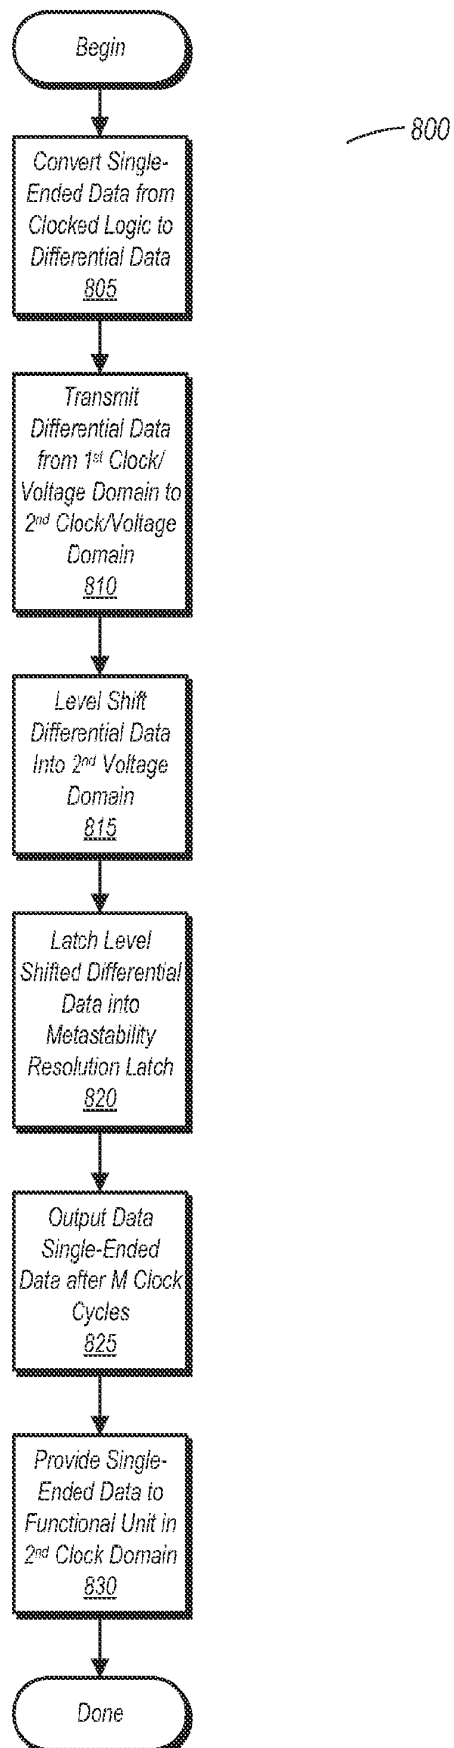 Begin
800
Convert Single-
Ended Data from
Clocked Logic to
Differential Data
805
Transmit
Differential Data
from 1st Clock/
Voltage Domain to
2nd Clock/Voltage
Domain
810
Level Shift
Differential Data
Into 2nd Voltage
Domain
815
Latch Level
Shifted Differential
Data into
Metastability
Resolution Latch
820
Output Data
Single-Ended
Data after M Clock
Cycles
825
Provide Single-
Ended Data to
Functional Unit in
2nd Clock Domain
830
Done